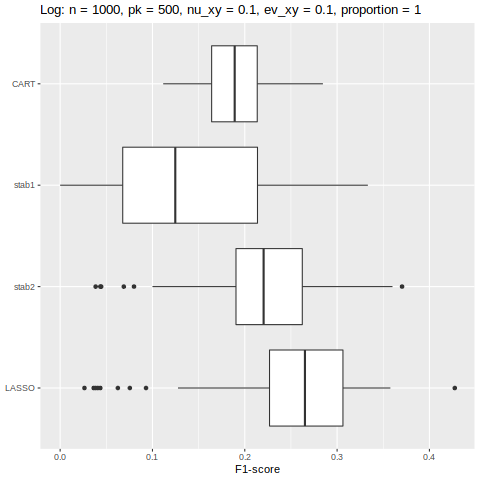 Log: n = 1000, pk = 500, nu_xy = 0.1, ev_xy = 0.1, proportion = 1
CART
stab1
stab2
LASSO
0.0 0.1 0.2 0.3 0.4
F1-score